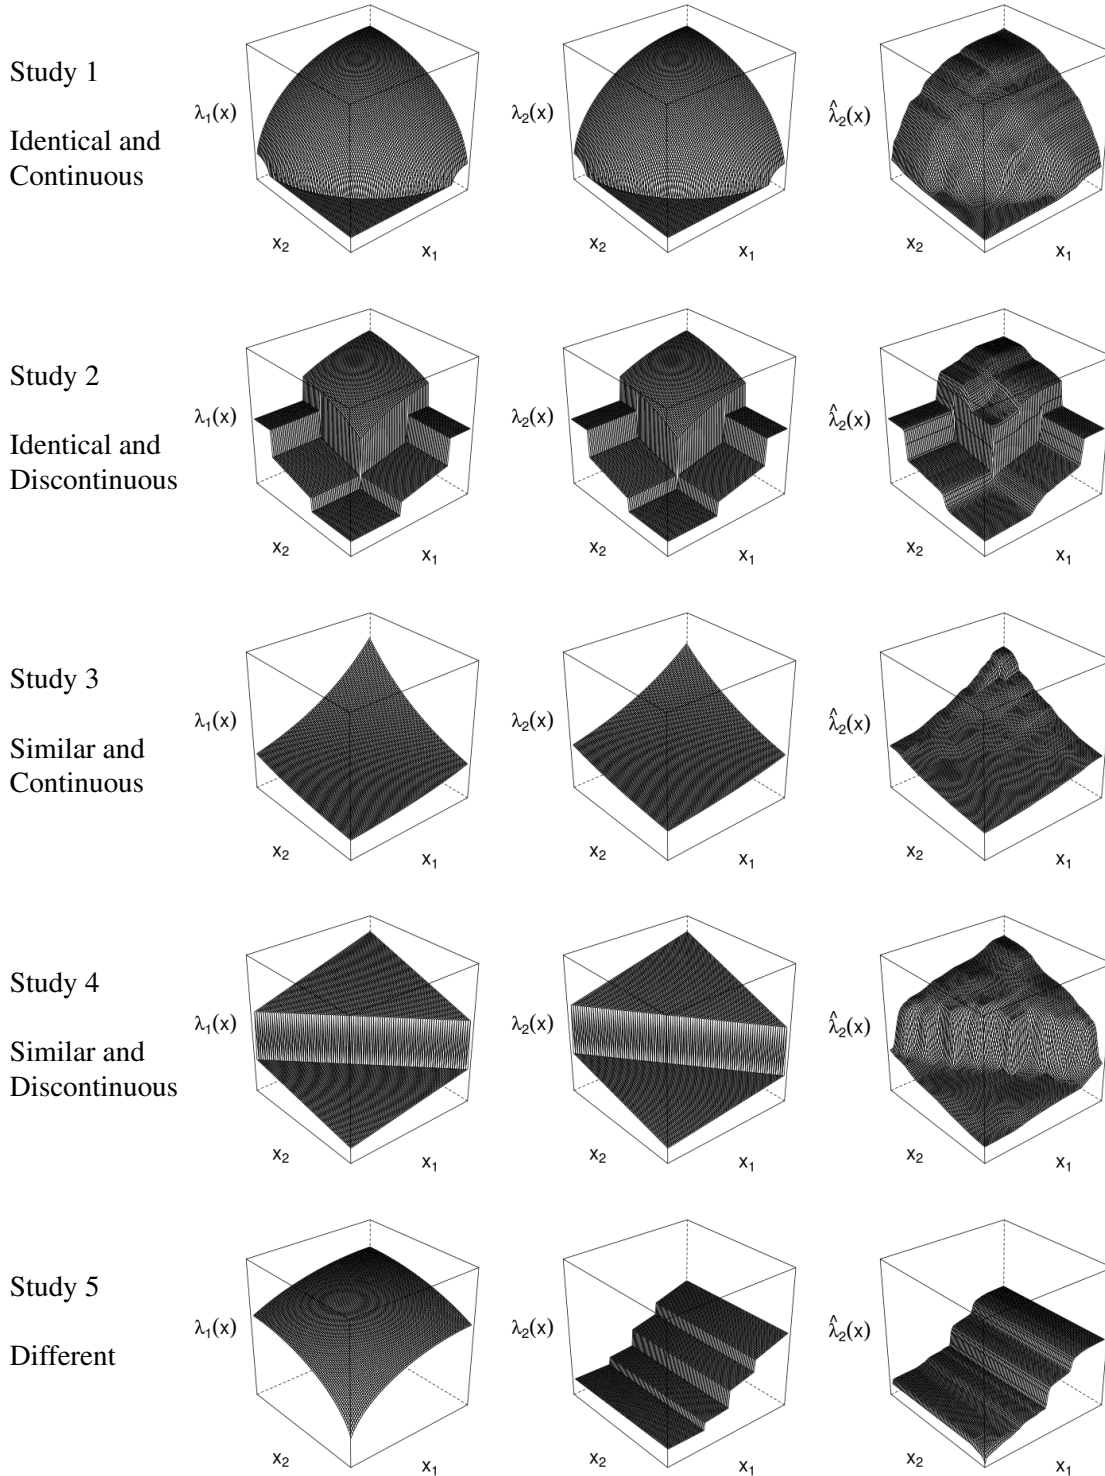 Study 1
Identical and
Continuous
λ₁(x)
x₂
x₁
λ₂(x)
x₂
x₁
λ̂₂(x)
x₂
x₁
Study 2
Identical and
Discontinuous
λ₁(x)
x₂
x₁
λ₂(x)
x₂
x₁
λ̂₂(x)
x₂
x₁
Study 3
Similar and
Continuous
λ₁(x)
x₂
x₁
λ₂(x)
x₂
x₁
λ̂₂(x)
x₂
x₁
Study 4
Similar and
Discontinuous
λ₁(x)
x₂
x₁
λ₂(x)
x₂
x₁
λ̂₂(x)
x₂
x₁
Study 5
Different
λ₁(x)
x₂
x₁
λ₂(x)
x₂
x₁
λ̂₂(x)
x₂
x₁